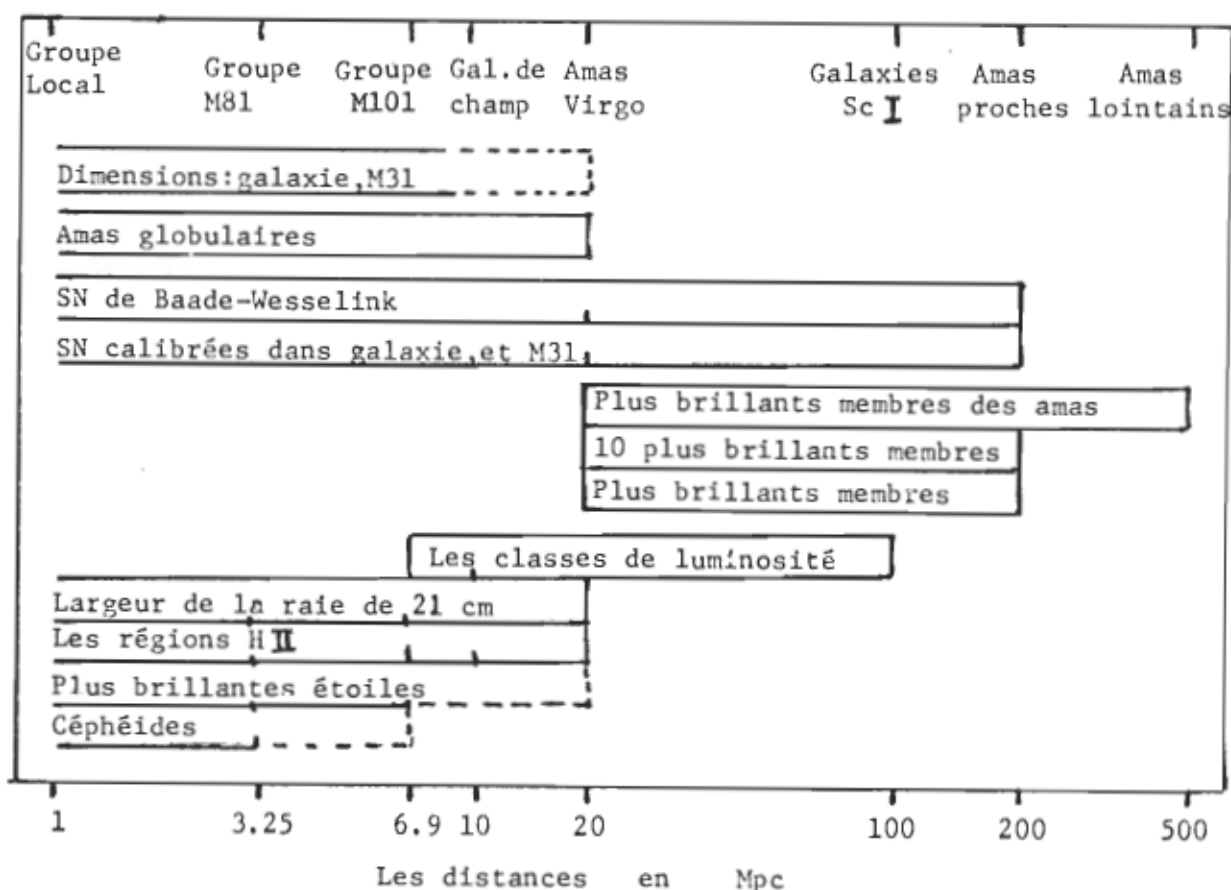 Groupe Local
Groupe M81
Groupe M101
Gal.de champ
Amas Virgo
Galaxies Sc I
Amas proches
Amas lointains
Dimensions:galaxie,M31
Amas globulaires
SN de Baade-Wesselink
SN calibrées dans galaxie,et M31
Plus brillants membres des amas
10 plus brillants membres
Plus brillants membres
Les classes de luminosité
Largeur de la raie de 21 cm
Les régions H II
Plus brillantes étoiles
Céphéides
1 3.25 6.9 10 20 100 200 500
Les distances en Mpc